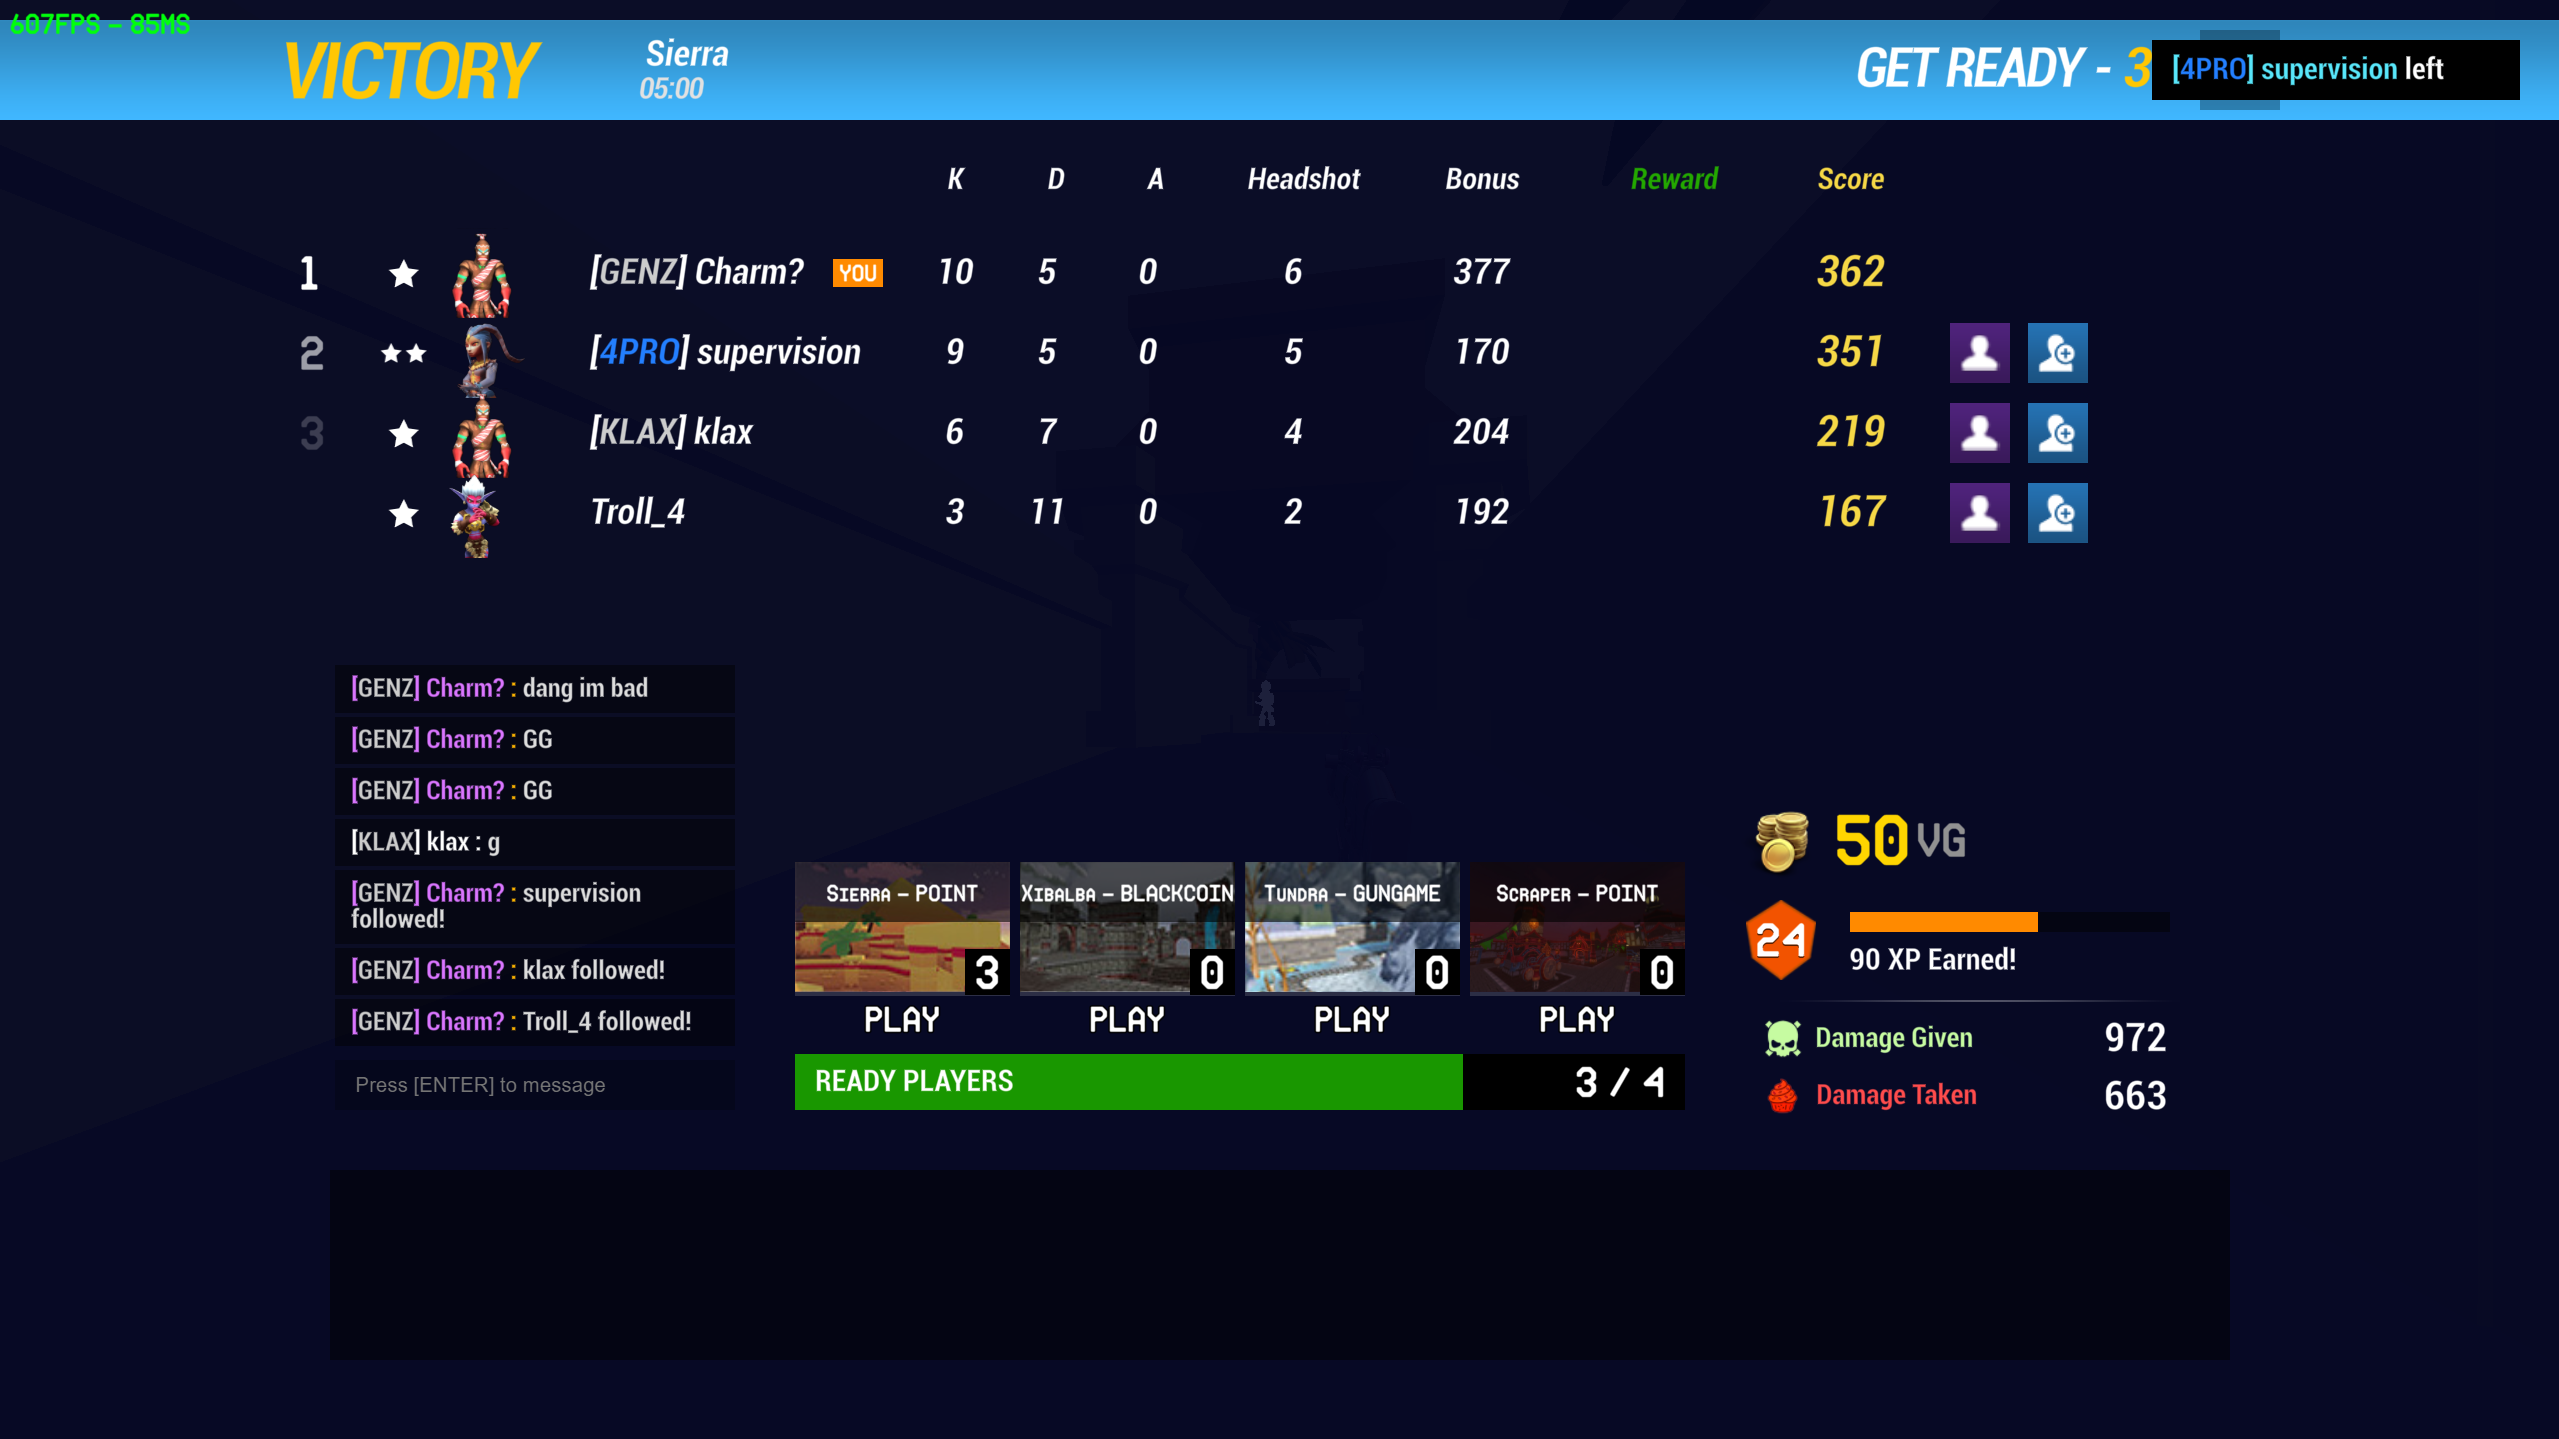 607FPS - 85MS
VICTORY
Sierra
05:00
GET READY - 3
[4PRO] supervision left
K D A Headshot Bonus Reward Score
1 [GENZ] Charm? YOU 10 5 0 6 377 362
2 [4PRO] supervision 9 5 0 5 170 351
3 [KLAX] klax 6 7 0 4 204 219
Troll_4 3 11 0 2 192 167
[GENZ] Charm? : dang im bad
[GENZ] Charm? : GG
[GENZ] Charm? : GG
[KLAX] klax : g
[GENZ] Charm? : supervision
followed!
[GENZ] Charm? : klax followed!
[GENZ] Charm? : Troll_4 followed!
Press [ENTER] to message
Sierra - POINT Xibalba - BLACKCOIN Tundra - GUNGAME Scraper - POINT
3 0 0 0
PLAY PLAY PLAY PLAY
READY PLAYERS 3 / 4
50 VG
24
90 XP Earned!
Damage Given 972
Damage Taken 663